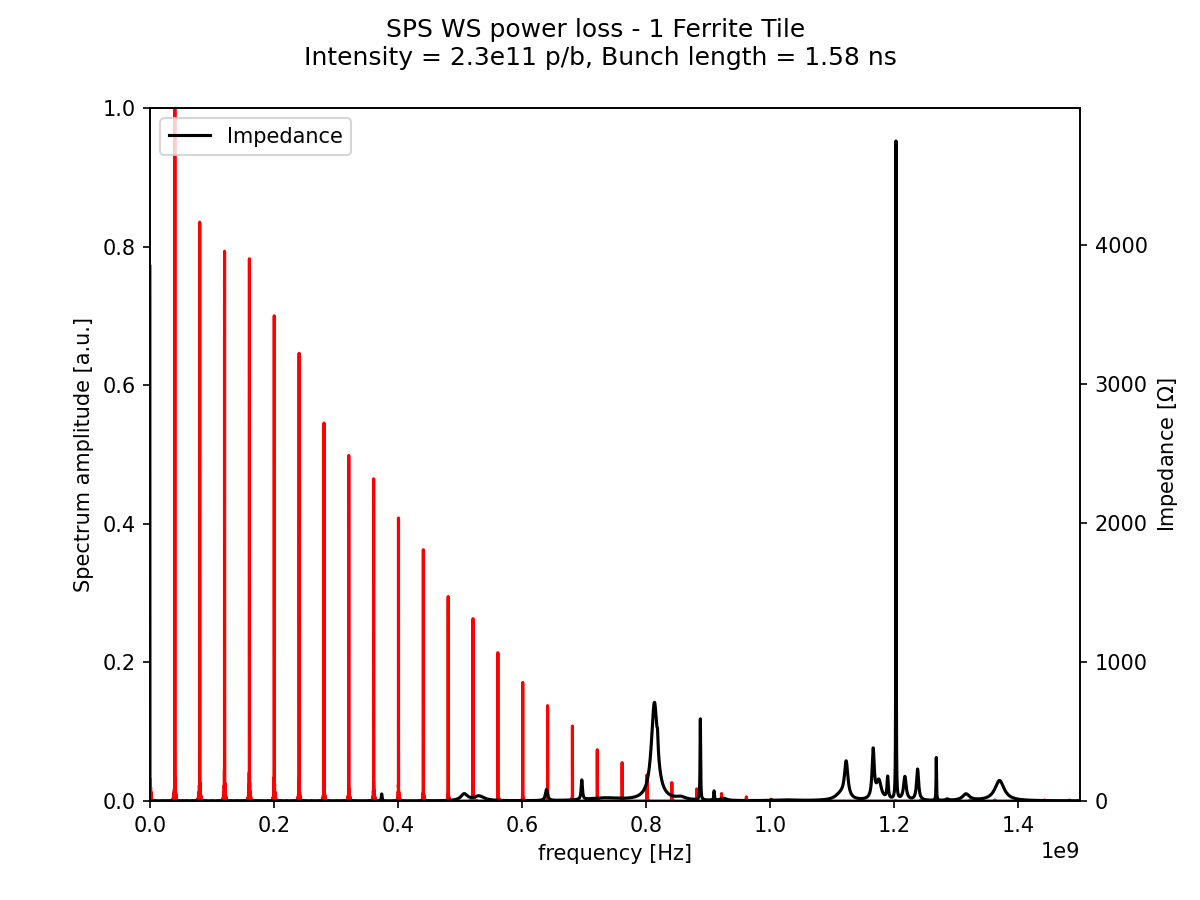 SPS WS power loss - 1 Ferrite Tile
Intensity = 2.3e11 p/b, Bunch length = 1.58 ns
Impedance
1.0
0.8
0.6
0.4
0.2
0.0
Spectrum amplitude [a.u.]
4000
3000
2000
1000
0
Impedance [Ω]
0.0 0.2 0.4 0.6 0.8 1.0 1.2 1.4
1e9
frequency [Hz]